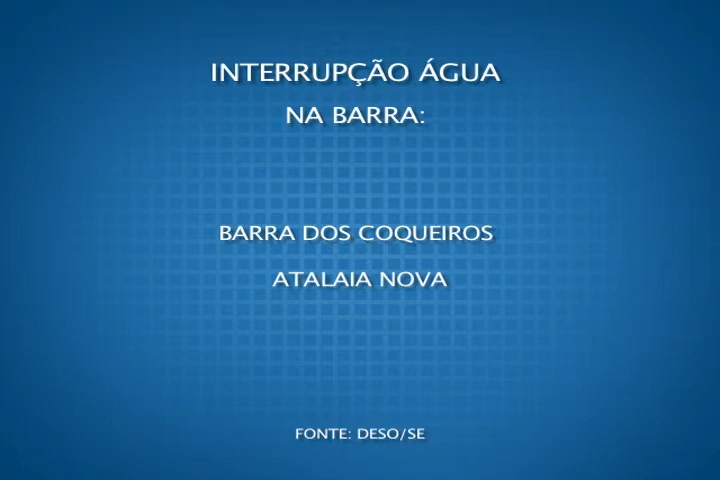 INTERRUPÇÃO ÁGUA
NA BARRA:
BARRA DOS COQUEIROS
ATALAIA NOVA
FONTE: DESO/SE